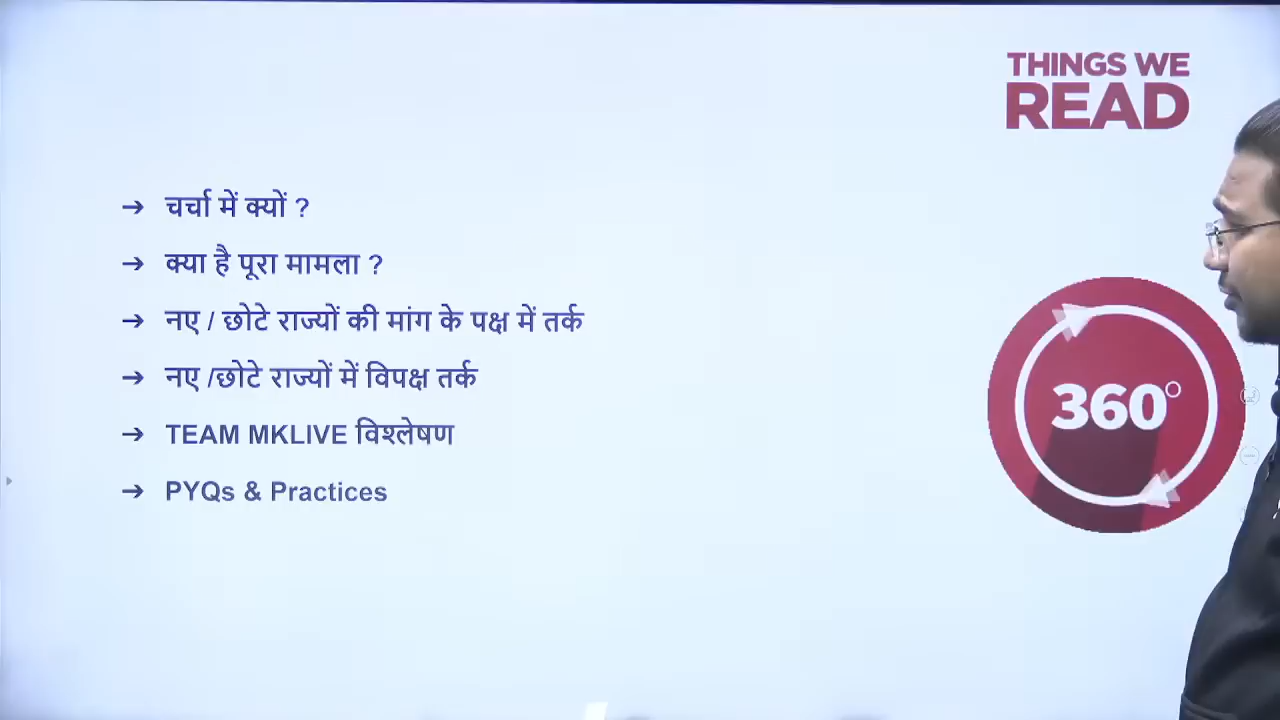 THINGS WE
READ
➔ चर्चा में क्यों ?
➔ क्या है पूरा मामला ?
➔ नए / छोटे राज्यों की मांग के पक्ष में तर्क
➔ नए /छोटे राज्यों में विपक्ष तर्क
➔ TEAM MKLIVE विश्लेषण
➔ PYQs & Practices
360°